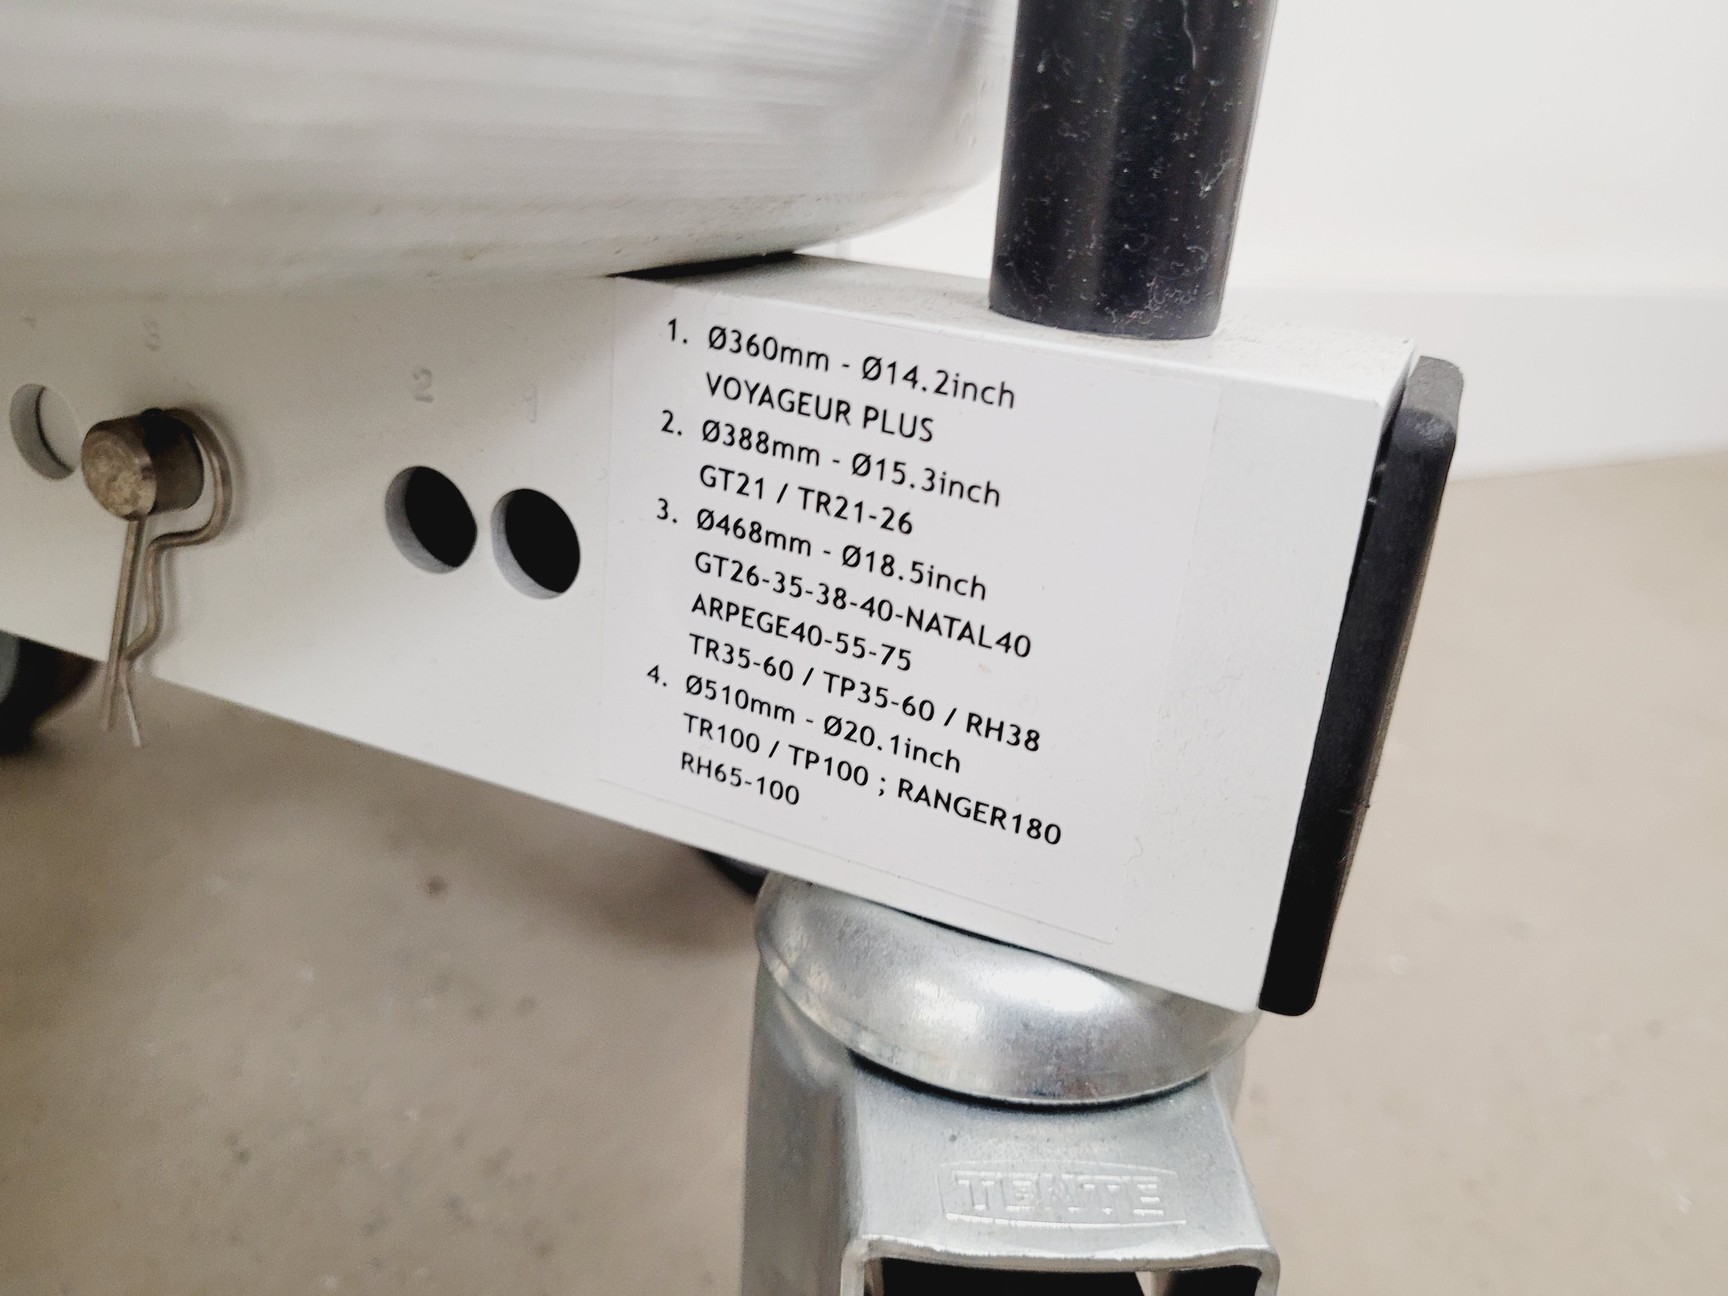 3
2
1
1. Ø360mm - Ø14.2inch
VOYAGEUR PLUS
2. Ø388mm - Ø15.3inch
GT21 / TR21-26
3. Ø468mm - Ø18.5inch
GT26-35-38-40-NATAL40
ARPEGE40-55-75
TR35-60 / TP35-60 / RH38
4. Ø510mm - Ø20.1inch
TR100 / TP100 ; RANGER180
RH65-100
TENTE